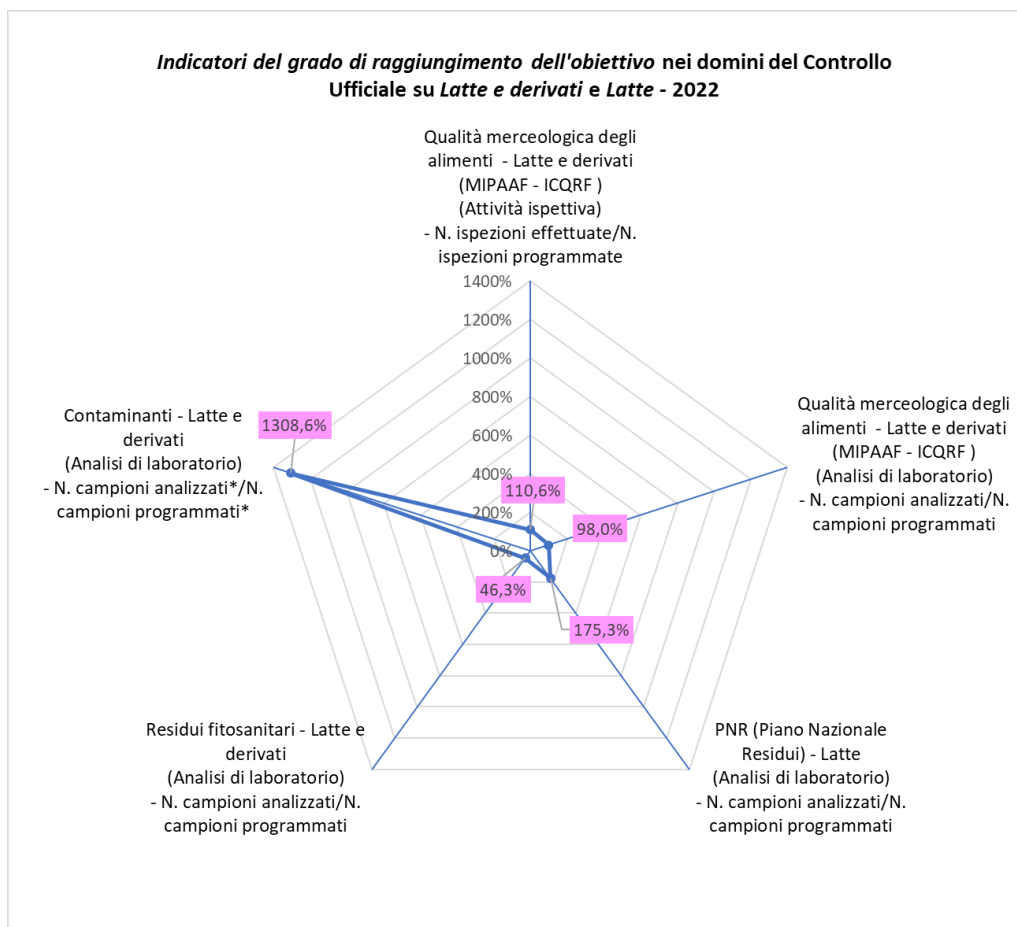 Indicatori del grado di raggiungimento dell'obiettivo nei domini del Controllo
Ufficiale su Latte e derivati e Latte - 2022
Qualità merceologica degli
alimenti - Latte e derivati
(MIPAAF - ICQRF )
(Attività ispettiva)
- N. ispezioni effettuate/N.
ispezioni programmate
1400%
1200%
1000%
800%
600%
400%
200%
0%
110,6%
98,0%
175,3%
46,3%
1308,6%
Qualità merceologica degli
alimenti - Latte e derivati
(MIPAAF - ICQRF )
(Analisi di laboratorio)
- N. campioni analizzati/N.
campioni programmati
PNR (Piano Nazionale
Residui) - Latte
(Analisi di laboratorio)
- N. campioni analizzati/N.
campioni programmati
Residui fitosanitari - Latte e
derivati
(Analisi di laboratorio)
- N. campioni analizzati/N.
campioni programmati
Contaminanti - Latte e
derivati
(Analisi di laboratorio)
- N. campioni analizzati*/N.
campioni programmati*